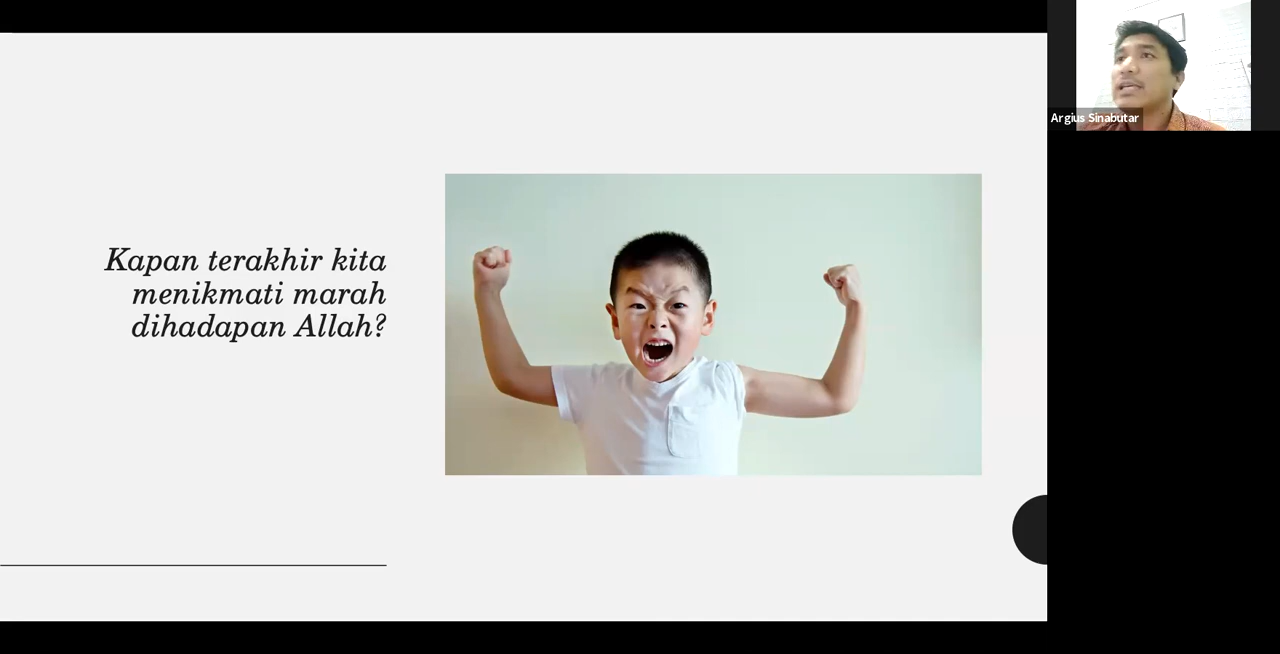 Kapan terakhir kita
menikmati marah
dihadapan Allah?
Argius Sinabutar